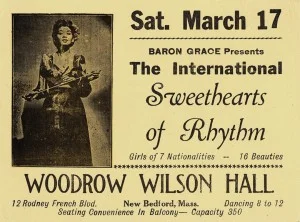 Sat. March 17
BARON GRACE Presents
The International
Sweethearts
of Rhythm
Girls of 7 Nationalities — 16 Beauties
WOODROW WILSON HALL
12 Rodney French Blvd. New Bedford, Mass. Dancing 8 to 12
Seating Convenience In Balcony— Capacity 350